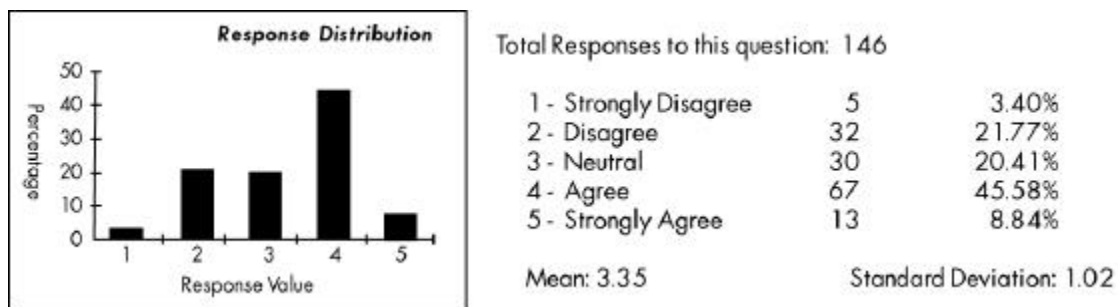 Response Distribution
50
40
30
20
10
0
Percentage
1 2 3 4 5
Response Value
Total Responses to this question: 146
1 - Strongly Disagree 5 3.40%
2 - Disagree 32 21.77%
3 - Neutral 30 20.41%
4 - Agree 67 45.58%
5 - Strongly Agree 13 8.84%
Mean: 3.35 Standard Deviation: 1.02